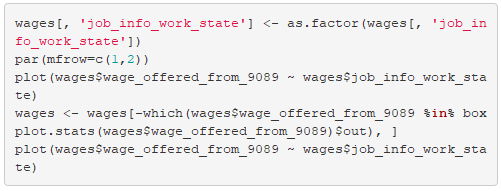 wages[, 'job_info_work_state'] <- as.factor(wages[, 'job_in
fo_work_state'])
par(mfrow=c(1,2))
plot(wages$wage_offered_from_9089 ~ wages$job_info_work_sta
te)
wages <- wages[-which(wages$wage_offered_from_9089 %in% box
plot.stats(wages$wage_offered_from_9089)$out), ]
plot(wages$wage_offered_from_9089 ~ wages$job_info_work_sta
te)